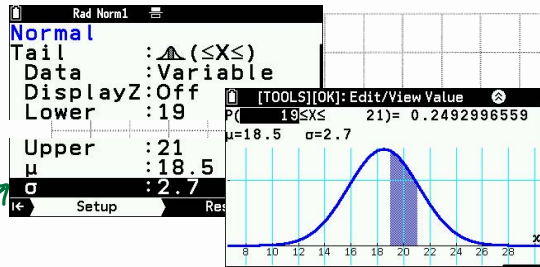 Rad Norm1
Normal
Tail :(≤X≤)
Data :Variable
DisplayZ:Off
Lower :19
Upper :21
μ :18.5
σ :2.7
Setup
[TOOLS][OK]:Edit/View Value
P( 19≤X≤ 21)= 0.2492996559
μ=18.5 σ=2.7
x
8 10 12 14 16 18 20 22 24 26 28